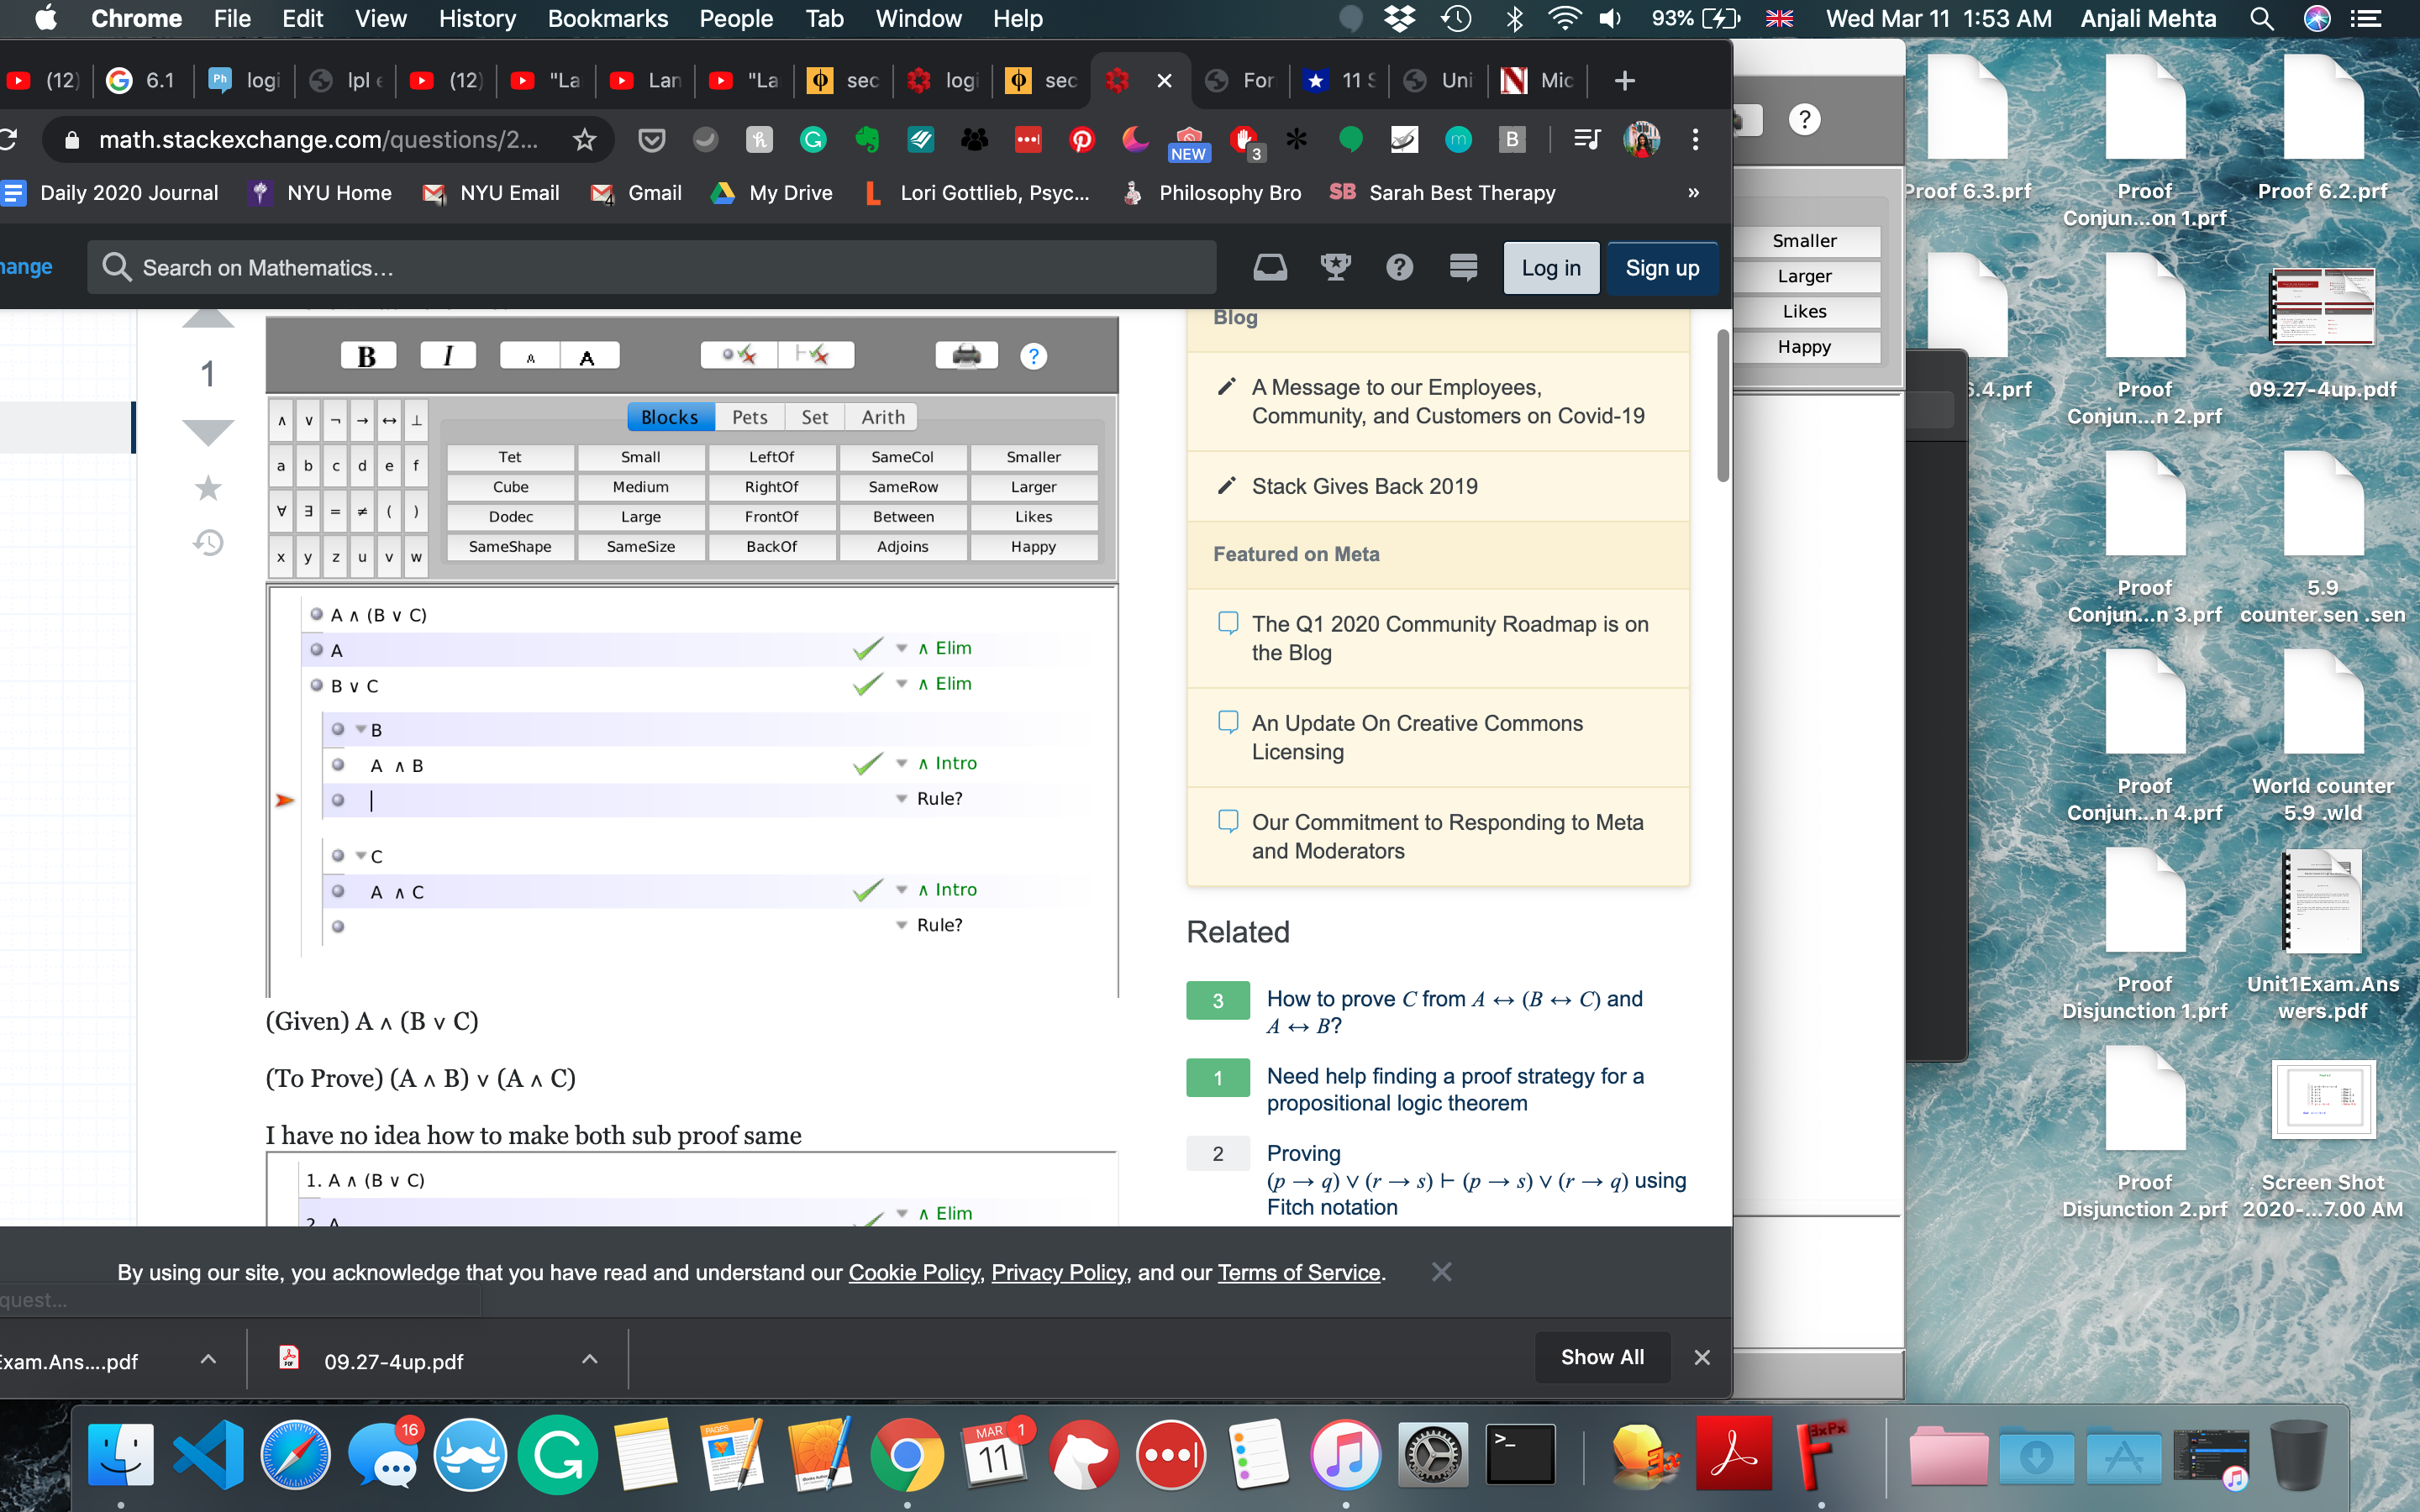 Chrome File Edit View History Bookmarks People Tab Window Help 93% Wed Mar 11 1:53 AM Anjali Mehta
(12) 6.1 logi lpl (12) "La Lan "La sec logi sec For 11 S Uni Mic
math.stackexchange.com/questions/2... NEW 3
Daily 2020 Journal NYU Home NYU Email Gmail My Drive Lori Gottlieb, Psyc... Philosophy Bro SB Sarah Best Therapy »
hange Search on Mathematics... Log in Sign up
1
B I A A ?
∧ ∨ ¬ → ↔ ⊥
a b c d e f
∀ ∃ = ≠ ( )
x y z u v w
Blocks Pets Set Arith
Tet Small LeftOf SameCol Smaller
Cube Medium RightOf SameRow Larger
Dodec Large FrontOf Between Likes
SameShape SameSize BackOf Adjoins Happy
A ∧ (B ∨ C)
A ∧ Elim
B ∨ C ∧ Elim
B
A ∧ B ∧ Intro
Rule?
C
A ∧ C ∧ Intro
Rule?
(Given) A ∧ (B ∨ C)
(To Prove) (A ∧ B) ∨ (A ∧ C)
I have no idea how to make both sub proof same
1. A ∧ (B ∨ C)
2. A ∧ Elim
Blog
A Message to our Employees,
Community, and Customers on Covid-19
Stack Gives Back 2019
Featured on Meta
The Q1 2020 Community Roadmap is on
the Blog
An Update On Creative Commons
Licensing
Our Commitment to Responding to Meta
and Moderators
Related
3 How to prove C from A ↔ (B ↔ C) and
A ↔ B?
1 Need help finding a proof strategy for a
propositional logic theorem
2 Proving
(p → q) ∨ (r → s) ⊢ (p → s) ∨ (r → q) using
Fitch notation
By using our site, you acknowledge that you have read and understand our Cookie Policy, Privacy Policy, and our Terms of Service.
quest...
Exam.Ans....pdf 09.27-4up.pdf Show All
?
Smaller
Larger
Likes
Happy
Proof 6.3.prf
Proof
Conjun...on 1.prf
Proof 6.2.prf
6.4.prf
Proof
Conjun...n 2.prf
09.27-4up.pdf
Proof
Conjun...n 3.prf
5.9
counter.sen .sen
Proof
Conjun...n 4.prf
World counter
5.9 .wld
Proof
Disjunction 1.prf
Unit1Exam.Ans
wers.pdf
Proof
Disjunction 2.prf
Screen Shot
2020-...7.00 AM
16
PAGES
MAR
11
1